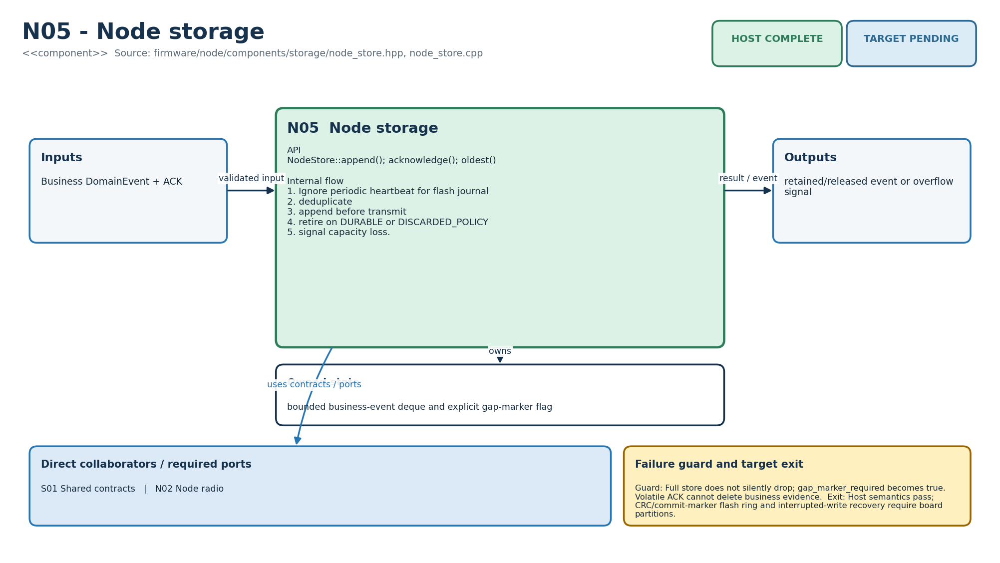 N05 - Node storage
<<component>> Source: firmware/node/components/storage/node_store.hpp, node_store.cpp
HOST COMPLETE
TARGET PENDING
Inputs
Business DomainEvent + ACK
validated input
N05 Node storage
API
NodeStore::append(); acknowledge(); oldest()
Internal flow
1. Ignore periodic heartbeat for flash journal
2. deduplicate
3. append before transmit
4. retire on DURABLE or DISCARDED_POLICY
5. signal capacity loss.
result / event
Outputs
retained/released event or overflow
signal
owns
uses contracts / ports
bounded business-event deque and explicit gap-marker flag
Direct collaborators / required ports
S01 Shared contracts | N02 Node radio
Failure guard and target exit
Guard: Full store does not silently drop; gap_marker_required becomes true.
Volatile ACK cannot delete business evidence. Exit: Host semantics pass;
CRC/commit-marker flash ring and interrupted-write recovery require board
partitions.